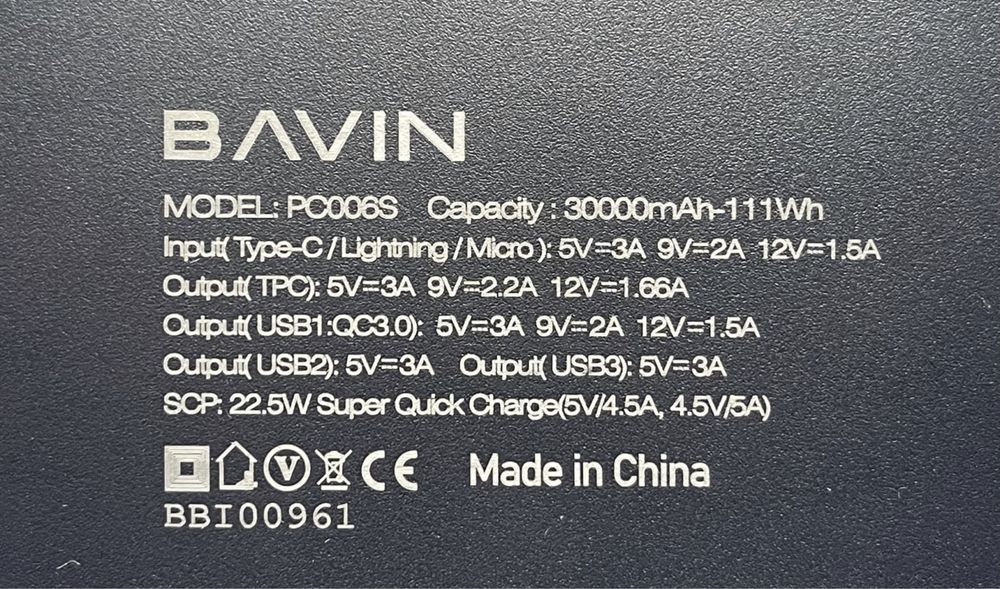 BAVIN
MODEL: PC006S Capacity : 30000mAh-111Wh
Input( Type-C / Lightning / Micro ): 5V=3A 9V=2A 12V=1.5A
Output( TPC): 5V=3A 9V=2.2A 12V=1.66A
Output( USB1:QC3.0): 5V=3A 9V=2A 12V=1.5A
Output( USB2): 5V=3A Output( USB3): 5V=3A
SCP: 22.5W Super Quick Charge(5V/4.5A, 4.5V/5A)
V CE Made in China
BBI00961